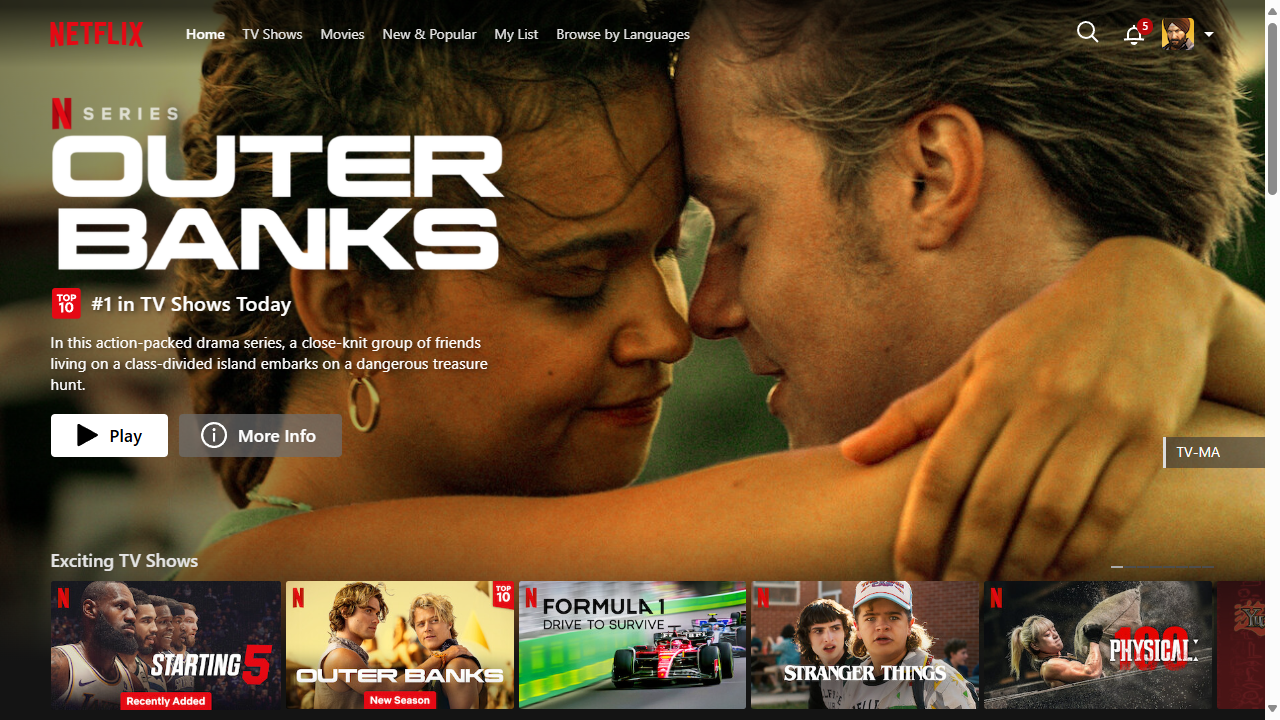 NETFLIX
Home TV Shows Movies New & Popular My List Browse by Languages
5
N SERIES
OUTER
BANKS
TOP 10 #1 in TV Shows Today
In this action-packed drama series, a close-knit group of friends
living on a class-divided island embarks on a dangerous treasure
hunt.
Play More Info
TV-MA
Exciting TV Shows
N
STARTING 5
Recently Added
N
TOP
10
OUTER BANKS
New Season
N
FORMULA 1
DRIVE TO SURVIVE
N
STRANGER THINGS
N
PHYSICAL:
100